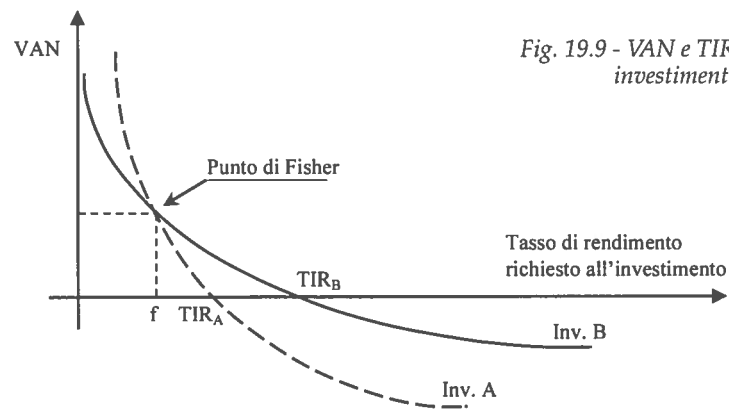 VAN
Fig. 19.9 - VAN e TIR
investiment
Punto di Fisher
Tasso di rendimento
richiesto all'investimento
TIR_B
f
TIR_A
Inv. B
Inv. A